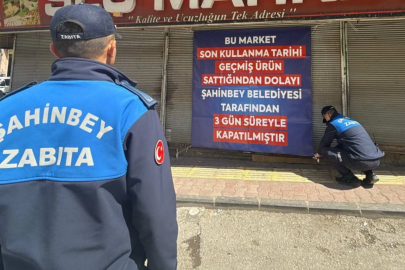 " Kalite ve Ucuzluğun Tek Adresi "
ZABITA
ŞAHİNBEY
ZABITA
BU MARKET
SON KULLANMA TARİHİ
GEÇMİŞ ÜRÜN
SATTIĞINDAN DOLAYI
ŞAHİNBEY BELEDİYESİ
TARAFINDAN
3 GÜN SÜREYLE
KAPATILMIŞTIR